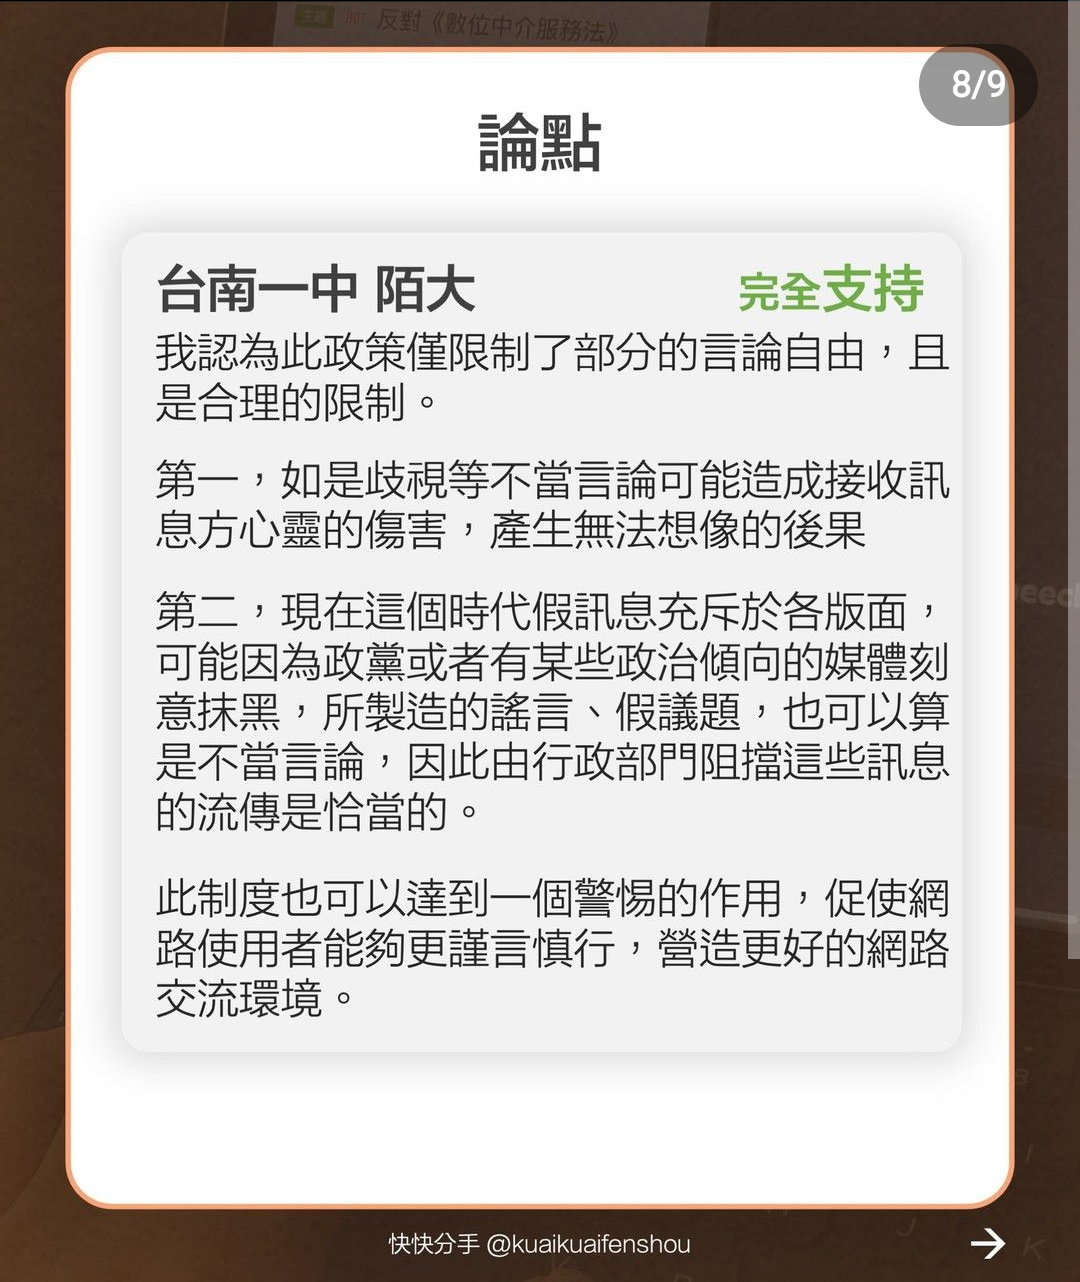 主題 Hot 反對《數位中介服務法》
8/9
論點
台南一中 陌大 完全支持
我認為此政策僅限制了部分的言論自由，且
是合理的限制。
第一，如是歧視等不當言論可能造成接收訊
息方心靈的傷害，產生無法想像的後果
第二，現在這個時代假訊息充斥於各版面，
可能因為政黨或者有某些政治傾向的媒體刻
意抹黑，所製造的謠言、假議題，也可以算
是不當言論，因此由行政部門阻擋這些訊息
的流傳是恰當的。
此制度也可以達到一個警惕的作用，促使網
路使用者能夠更謹言慎行，營造更好的網路
交流環境。
快快分手 @kuaikuaifenshou